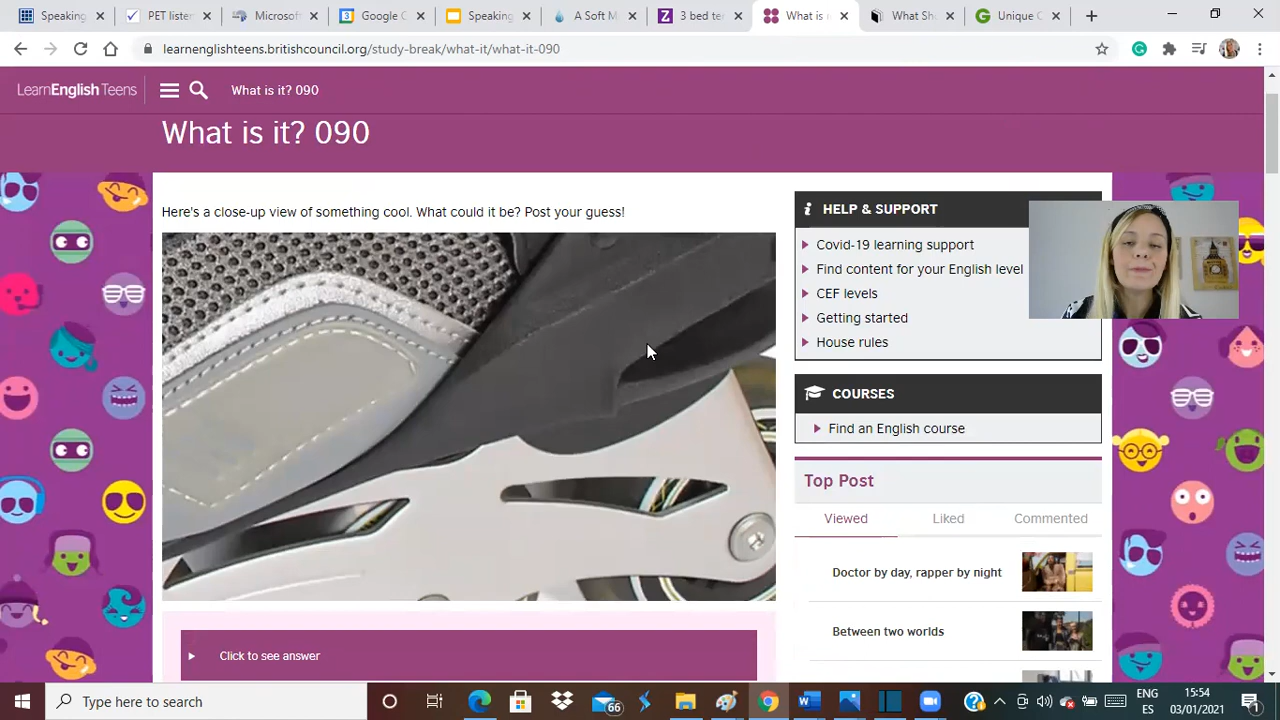 Speaking
PET liste
Microsof
Google C
Speaking
A Soft M
3 bed te
What is i
What Sh
Unique C
learnenglishteens.britishcouncil.org/study-break/what-it/what-it-090
LearnEnglish Teens
What is it? 090
What is it? 090
Here's a close-up view of something cool. What could it be? Post your guess!
Click to see answer
HELP & SUPPORT
Covid-19 learning support
Find content for your English level
CEF levels
Getting started
House rules
COURSES
Find an English course
Top Post
Viewed Liked Commented
Doctor by day, rapper by night
Between two worlds
Type here to search
66
ENG
ES
15:54
03/01/2021
1